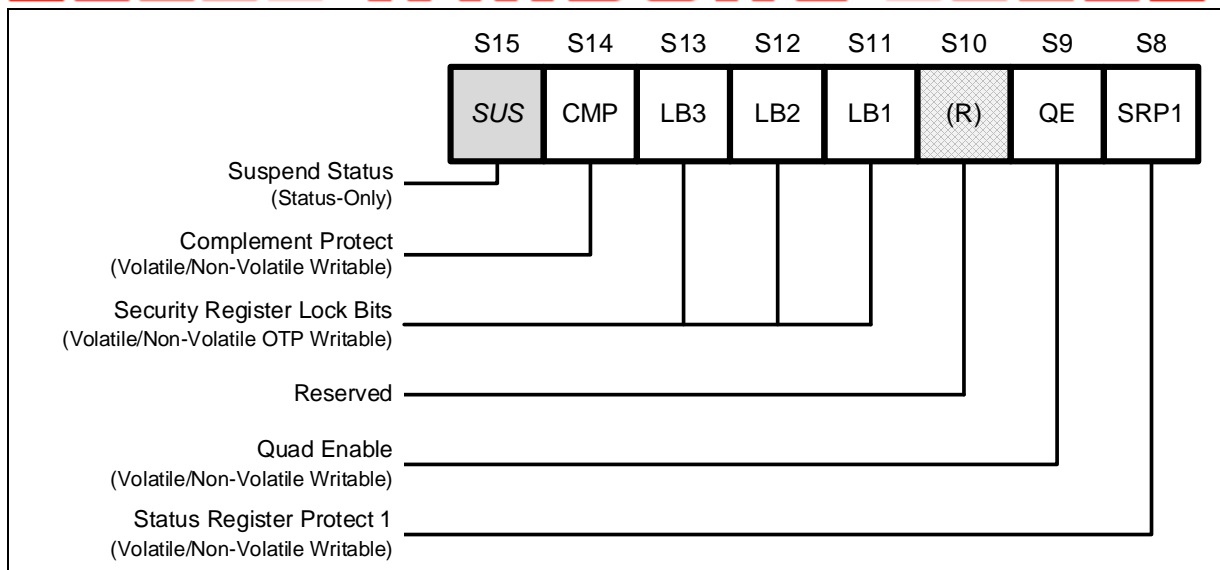 S15 S14 S13 S12 S11 S10 S9 S8
SUS CMP LB3 LB2 LB1 (R) QE SRP1
Suspend Status
(Status-Only)
Complement Protect
(Volatile/Non-Volatile Writable)
Security Register Lock Bits
(Volatile/Non-Volatile OTP Writable)
Reserved
Quad Enable
(Volatile/Non-Volatile Writable)
Status Register Protect 1
(Volatile/Non-Volatile Writable)